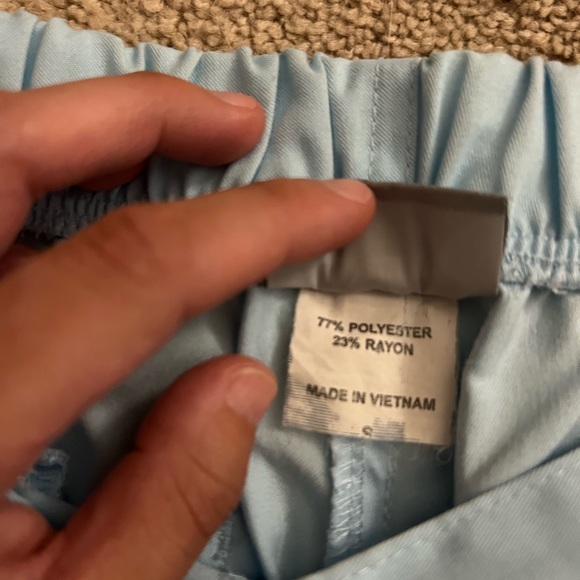 77% POLYESTER
23% RAYON
MADE IN VIETNAM
S